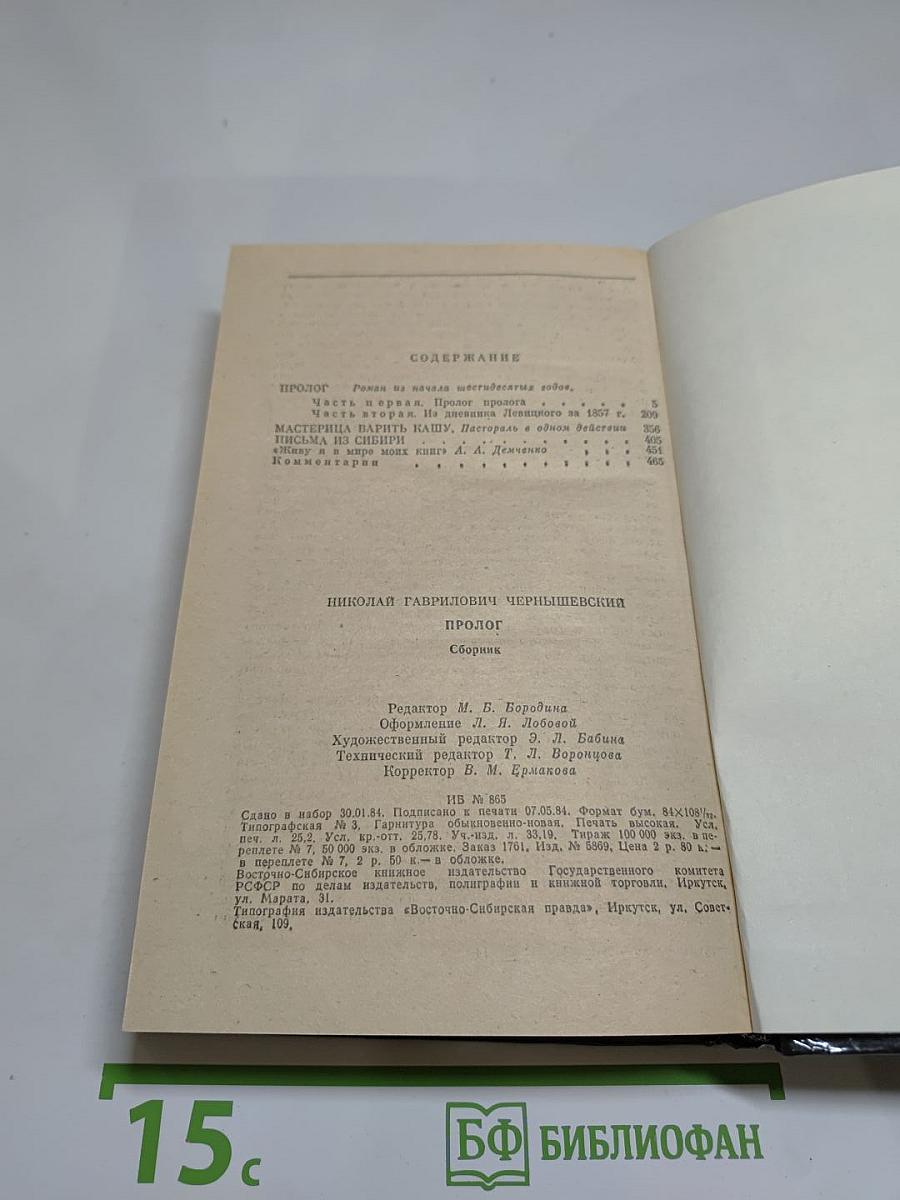 СОДЕРЖАНИЕ
ПРОЛОГ Роман из начала шестидесятых годов.
Часть первая. Пролог пролога . . . . . 5
Часть вторая. Из дневника Левицкого за 1857 г. 209
МАСТЕРИЦА ВАРИТЬ КАШУ. Пастораль в одном действии 356
ПИСЬМА ИЗ СИБИРИ . . . . . . . . . . 405
«Живу я в мире моих книг» А. А. Демченко . . . 451
Комментарии . . . . . . . . . . 465
НИКОЛАЙ ГАВРИЛОВИЧ ЧЕРНЫШЕВСКИЙ
ПРОЛОГ
Сборник
Редактор М. Б. Бородина
Оформление Л. Я. Лобовой
Художественный редактор Э. Л. Бабина
Технический редактор Т. Л. Воронцова
Корректор В. М. Ермакова
ИБ № 865
Сдано в набор 30.01.84. Подписано к печати 07.05.84. Формат бум. 84×108¹/₃₂.
Типографская № 3, Гарнитура обыкновенно-новая. Печать высокая. Усл.
печ. л. 25,2. Усл. кр.-отт. 25,78. Уч.-изд. л. 33,19. Тираж 100 000 экз. в пе-
реплете № 7, 50 000 экз. в обложке. Заказ 1761. Изд. № 5869. Цена 2 р. 80 к.—
в переплете № 7, 2 р. 50 к.— в обложке.
Восточно-Сибирское книжное издательство Государственного комитета
РСФСР по делам издательств, полиграфии и книжной торговли, Иркутск,
ул. Марата, 31.
Типография издательства «Восточно-Сибирская правда», Иркутск, ул. Совет-
ская, 109,
15 с
БФ БИБЛИОФАН